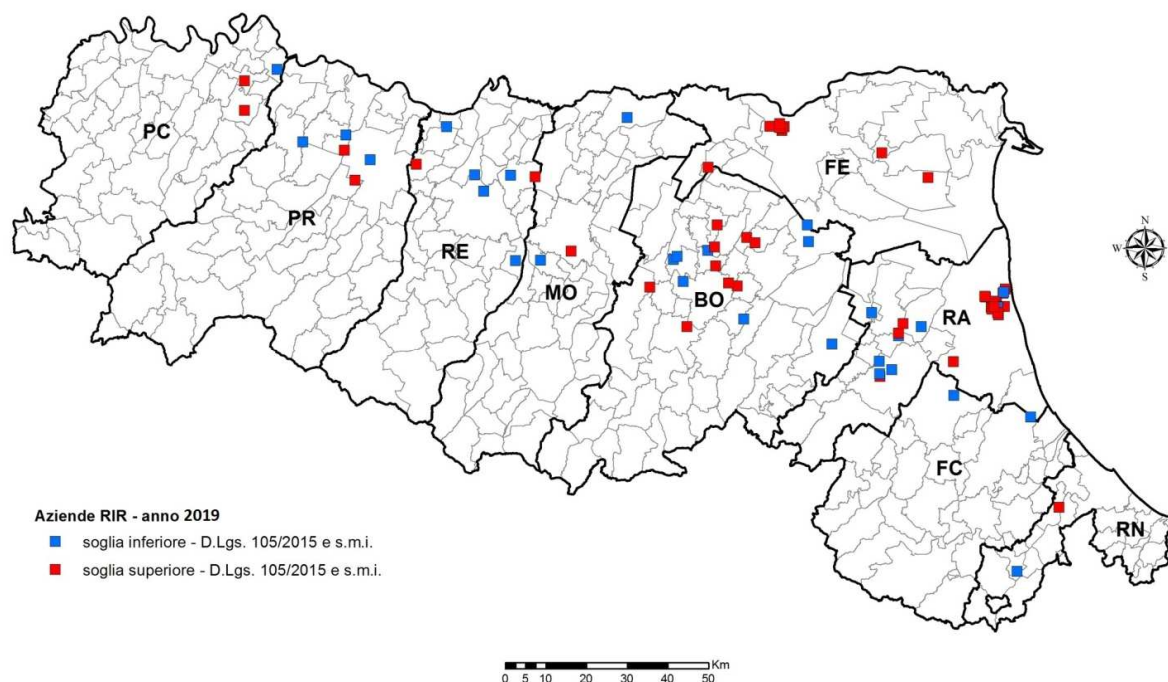 PC
PR
RE
MO
BO
FE
RA
FC
RN
N
W E
S
Aziende RIR - anno 2019
soglia inferiore - D.Lgs. 105/2015 e s.m.i.
soglia superiore - D.Lgs. 105/2015 e s.m.i.
Km
0 5 10 20 30 40 50